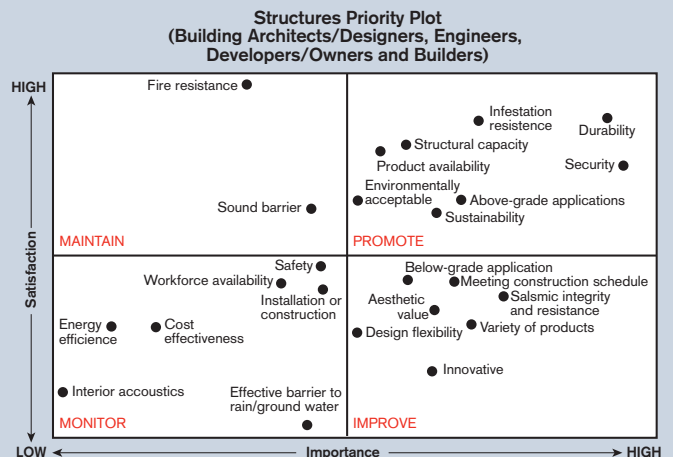 Structures Priority Plot
(Building Architects/Designers, Engineers,
Developers/Owners and Builders)
HIGH
Satisfaction
Fire resistance
Sound barrier
MAINTAIN
Infestation
resistence
Durability
Structural capacity
Product availability
Security
Environmentally
acceptable
Above-grade applications
Sustainability
PROMOTE
Safety
Workforce availability
Installation or
construction
Energy
efficience
Cost
effectiveness
Interior accoustics
Effective barrier to
rain/ground water
MONITOR
Below-grade application
Meeting construction schedule
Aesthetic
value
Salsmic integrity
and resistance
Design flexibility
Variety of products
Innovative
IMPROVE
LOW
Importance
HIGH